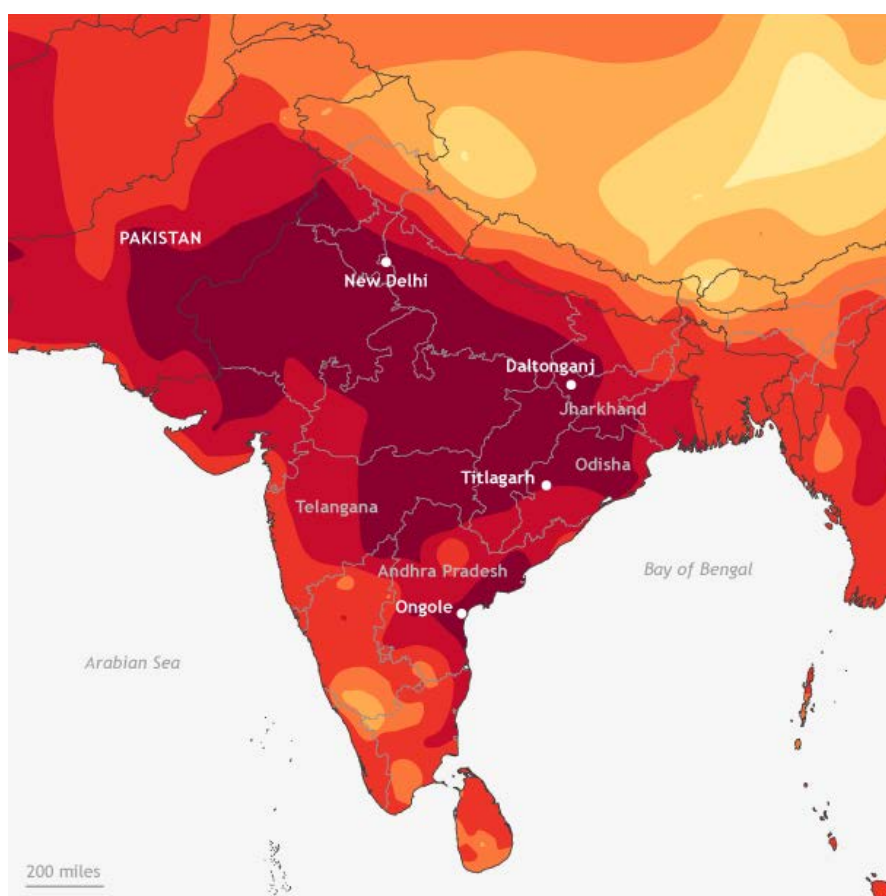 PAKISTAN
New Delhi
Daltonganj
Jharkhand
Titlagarh
Odisha
Telangana
Andhra Pradesh
Bay of Bengal
Ongole
Arabian Sea
200 miles